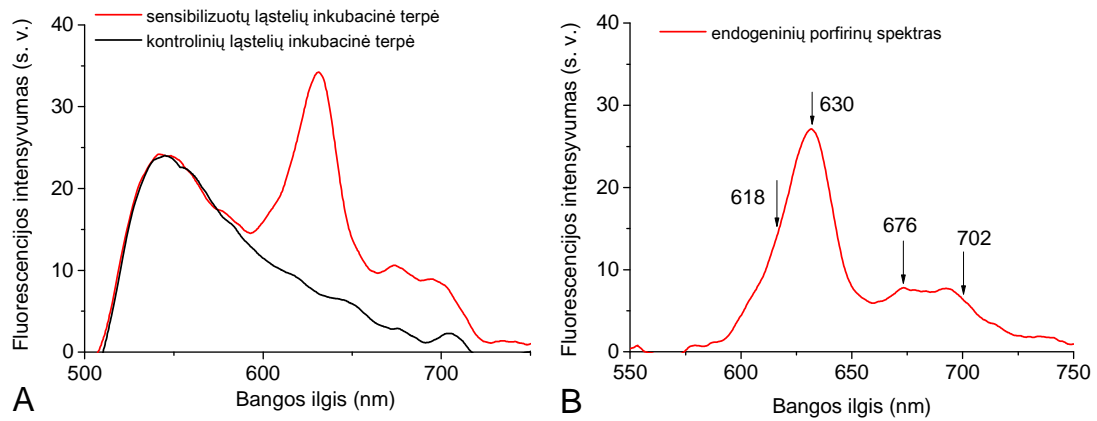 sensibilizuotų ląstelių inkubacinė terpė
kontrolinių ląstelių inkubacinė terpė
Fluorescencijos intensyvumas (s. v.)
40
30
20
10
0
500
600
700
Bangos ilgis (nm)
A
endogeninių porfirinų spektras
Fluorescencijos intensyvumas (s. v.)
40
30
20
10
0
630
618
676
702
550
600
650
700
750
Bangos ilgis (nm)
B